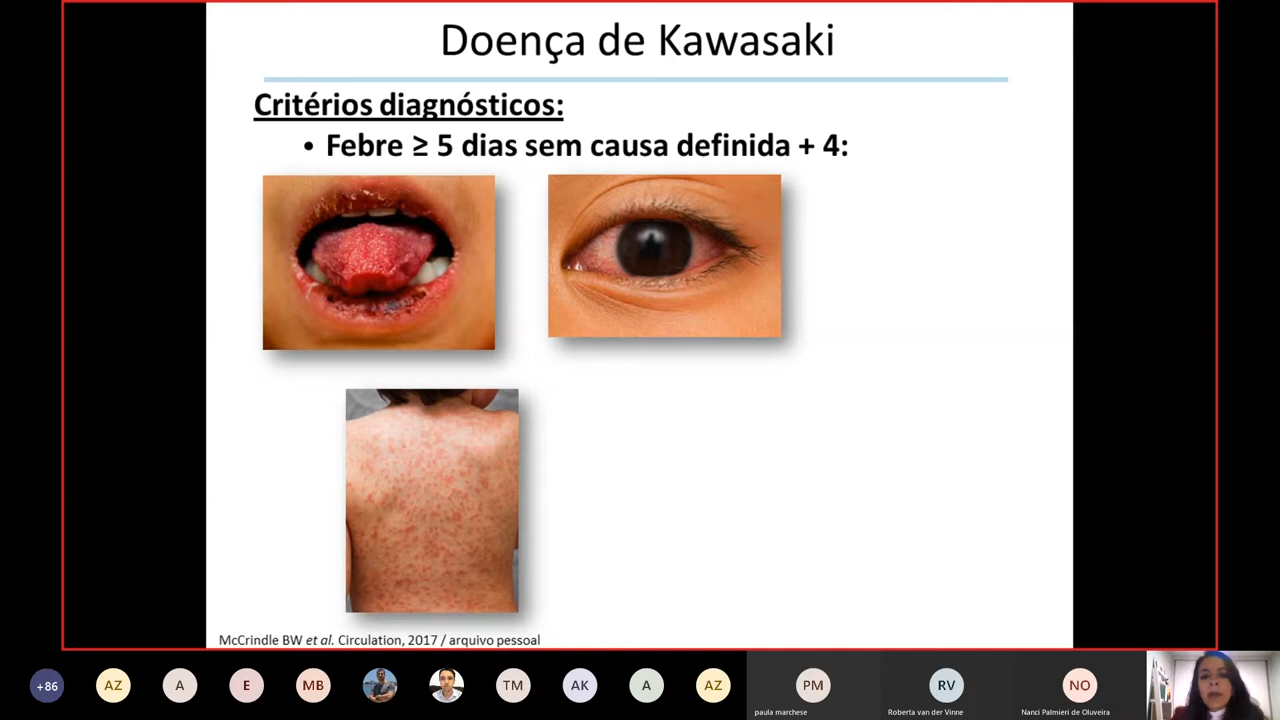 Doença de Kawasaki
Critérios diagnósticos:
• Febre ≥ 5 dias sem causa definida + 4:
McCrindle BW et al. Circulation, 2017 / arquivo pessoal
+86
AZ
A
E
MB
TM
AK
A
AZ
PM
paula marchese
RV
Roberta van der Vinne
NO
Nanci Palmieri de Oluveira